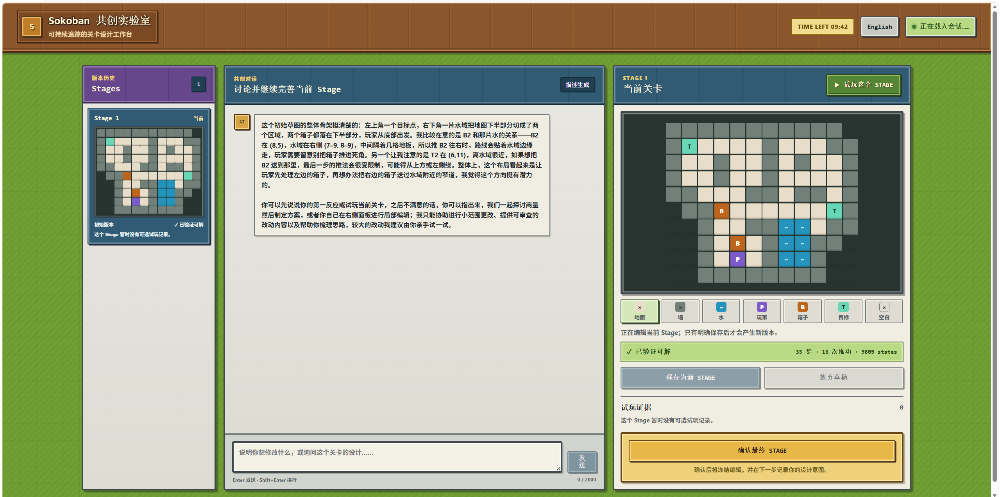 S
Sokoban 共创实验室
可持续追踪的关卡设计工作台
TIME LEFT 09:42
English
正在载入会话……
版本历史
Stages
1
Stage 1
当前
初始版本
✓ 已验证可解
这个 Stage 暂时没有可选试玩记录。
共创对话
讨论并继续完善当前 Stage
描述生成
AI
这个初始草图的整体骨架挺清楚的：左上角一个目标点，右下角一片水域把地图下半部分切成了两
个区域，两个箱子都落在下半部分，玩家从底部出发。我比较在意的是 B2 和那片水的关系——B2
在 (8,5)，水域在右侧 (7–9, 8–9)，中间隔着几格地板，所以推 B2 往右时，路线会贴着水域边缘
走，玩家需要留意别把箱子推进死角。另一个让我注意的是 T2 在 (6,11)，离水域很近，如果想把
B2 送到那里，最后一步的推法会很受限制，可能得从上方或左侧绕。整体上，这个布局看起来是让
玩家先处理左边的箱子，再想办法把右边的箱子送过水域附近的窄道，我觉得这个方向挺有潜力
的。
你可以先说说你的第一反应或试玩当前关卡，之后不满意的话，你可以指出来，我们一起探讨商量
然后制定方案，或者你自己在右侧面板进行局部编辑；我只能协助进行小范围更改、提供可审查的
改动内容以及帮助你梳理思路，较大的改动我建议由你亲手试一试。
说明你想修改什么，或询问这个关卡的设计……
发
送
Enter 发送 · Shift+Enter 换行
0 / 2000
STAGE 1
当前关卡
▶ 试玩这个 STAGE
T
B
T
~ ~
B
~ ~
P
~ ~
× × ~ P B T ×
地面 墙 水 玩家 箱子 目标 空白
正在编辑当前 Stage；只有明确保存后才会产生新版本。
✓ 已验证可解
35 步 · 16 次推动 · 9809 states
保存为新 STAGE
放弃草稿
试玩证据
0
这个 Stage 暂时没有可选试玩记录。
确认最终 STAGE
确认后将冻结编辑，并在下一步记录你的设计意图。